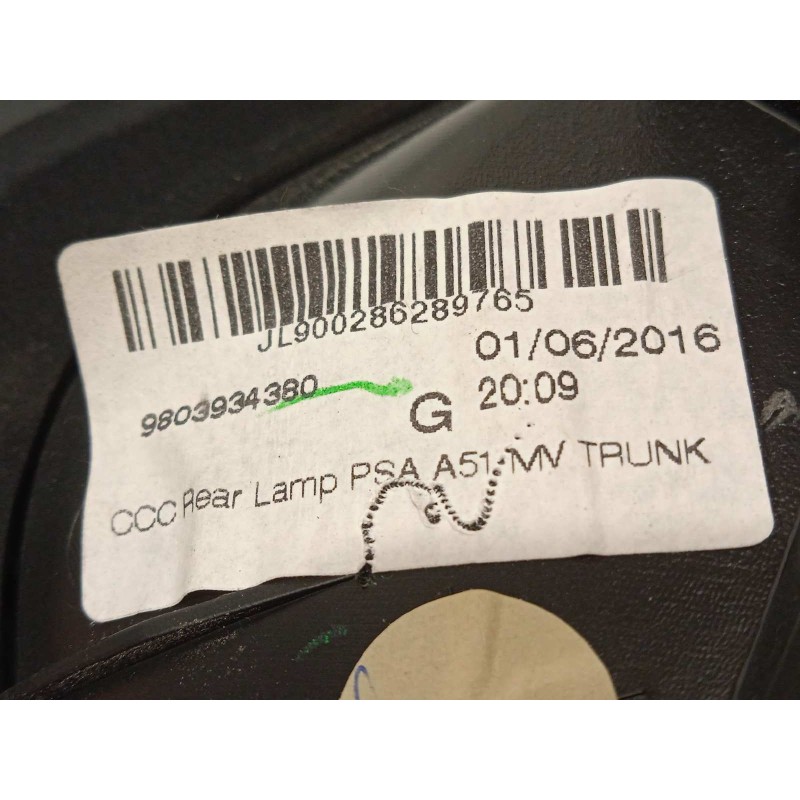 JL900286289765
01/06/2016
9803934380 G 20:09
CCC Rear Lamp PSA A51 MV TRUNK